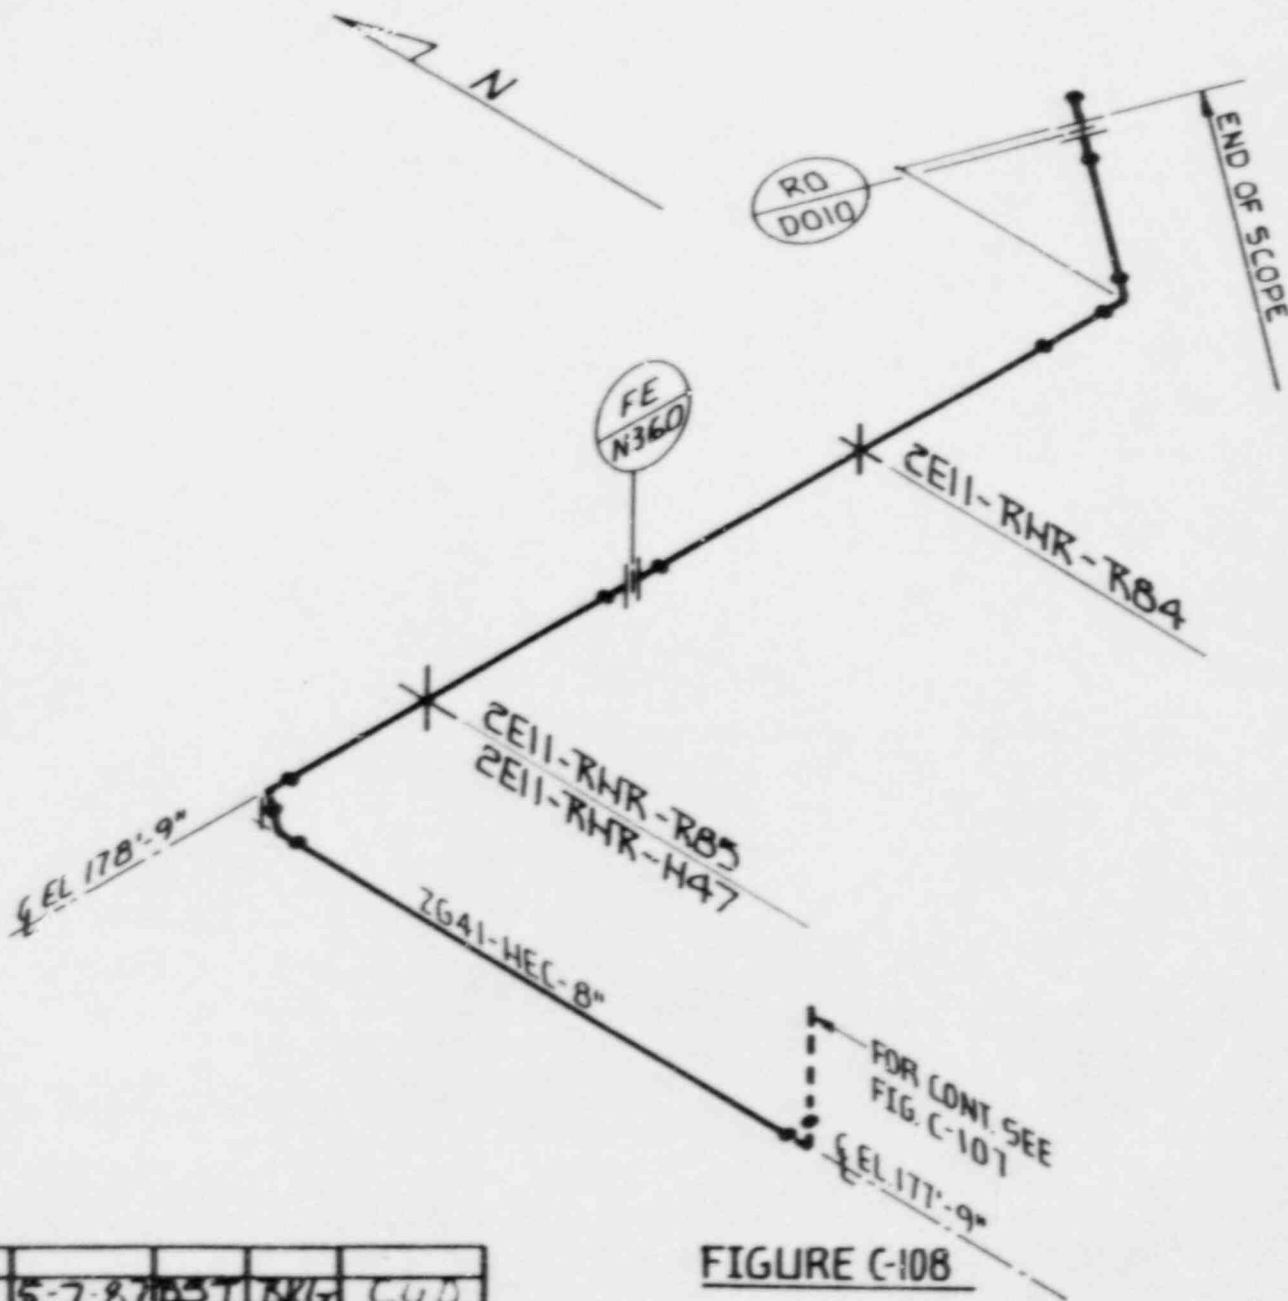 N
RO
D010
END OF SCOPE
FE
N360
2E11-RHR-R84
2E11-RHR-R85
2E11-RHR-H47
℄ EL 178'-9"
2G41-HEC-8"
FOR CONT. SEE
FIG. C-107
℄ EL 177'-9"
FIGURE C-108
5-7-87